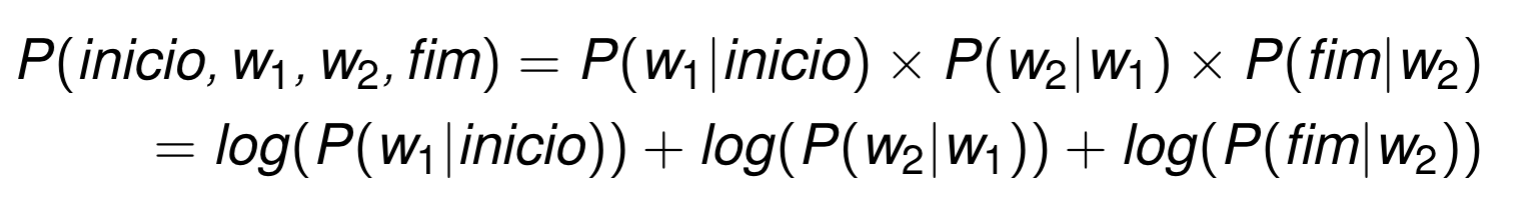 P(inicio, w₁, w₂, fim) = P(w₁|inicio) × P(w₂|w₁) × P(fim|w₂)
= log(P(w₁|inicio)) + log(P(w₂|w₁)) + log(P(fim|w₂))